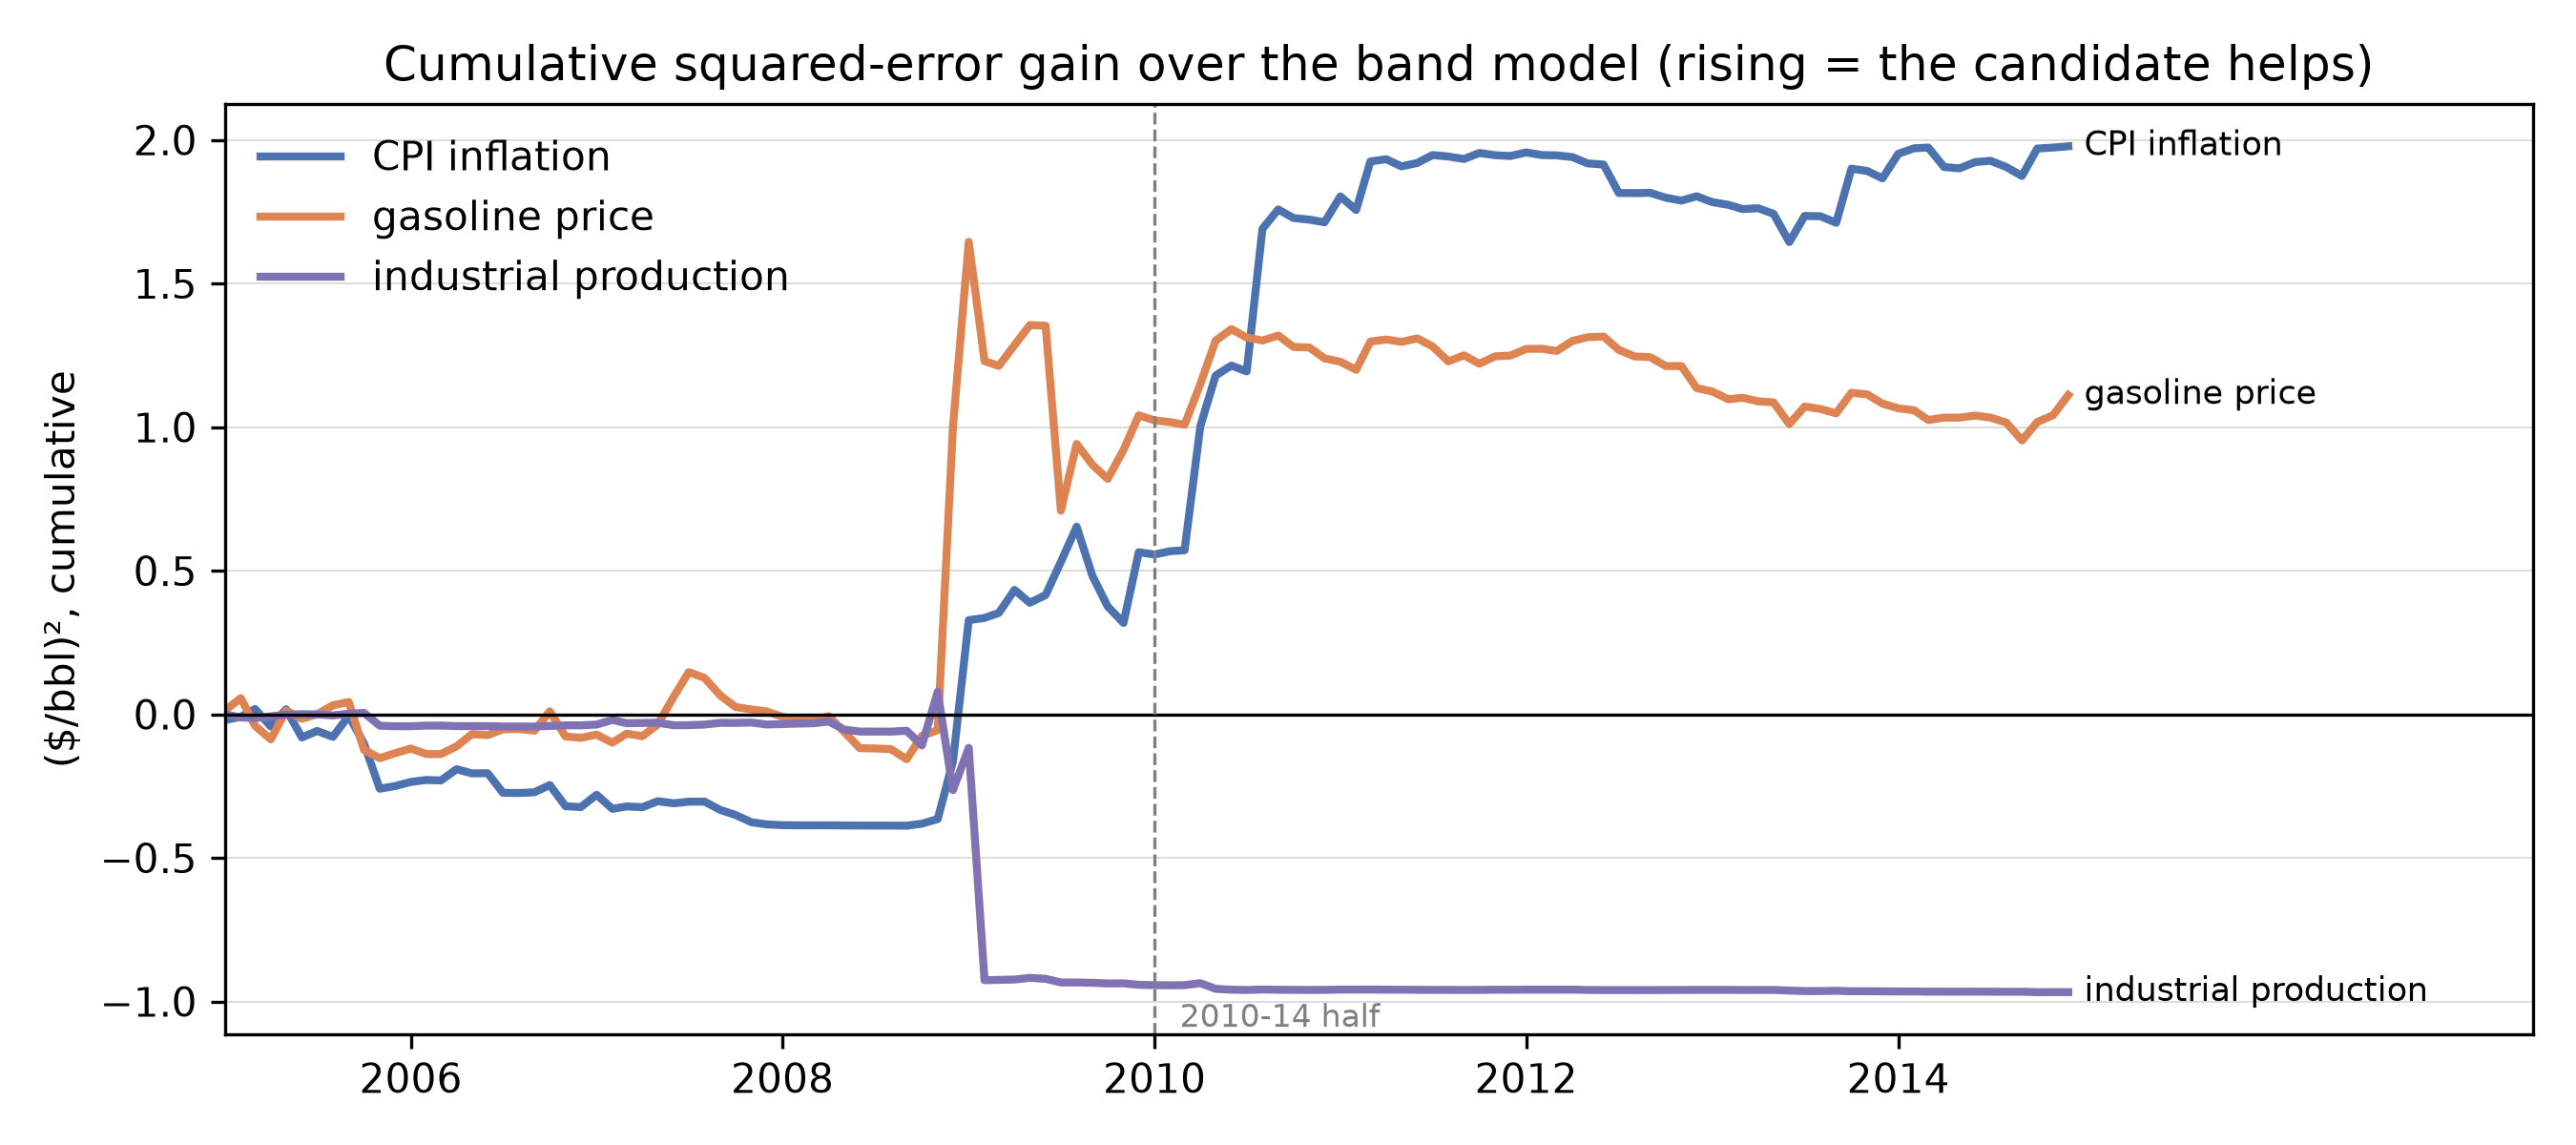 Cumulative squared-error gain over the band model (rising = the candidate helps)
CPI inflation
gasoline price
industrial production
($/bbl)², cumulative
2.0
1.5
1.0
0.5
0.0
−0.5
−1.0
CPI inflation
gasoline price
industrial production
2010-14 half
2006
2008
2010
2012
2014